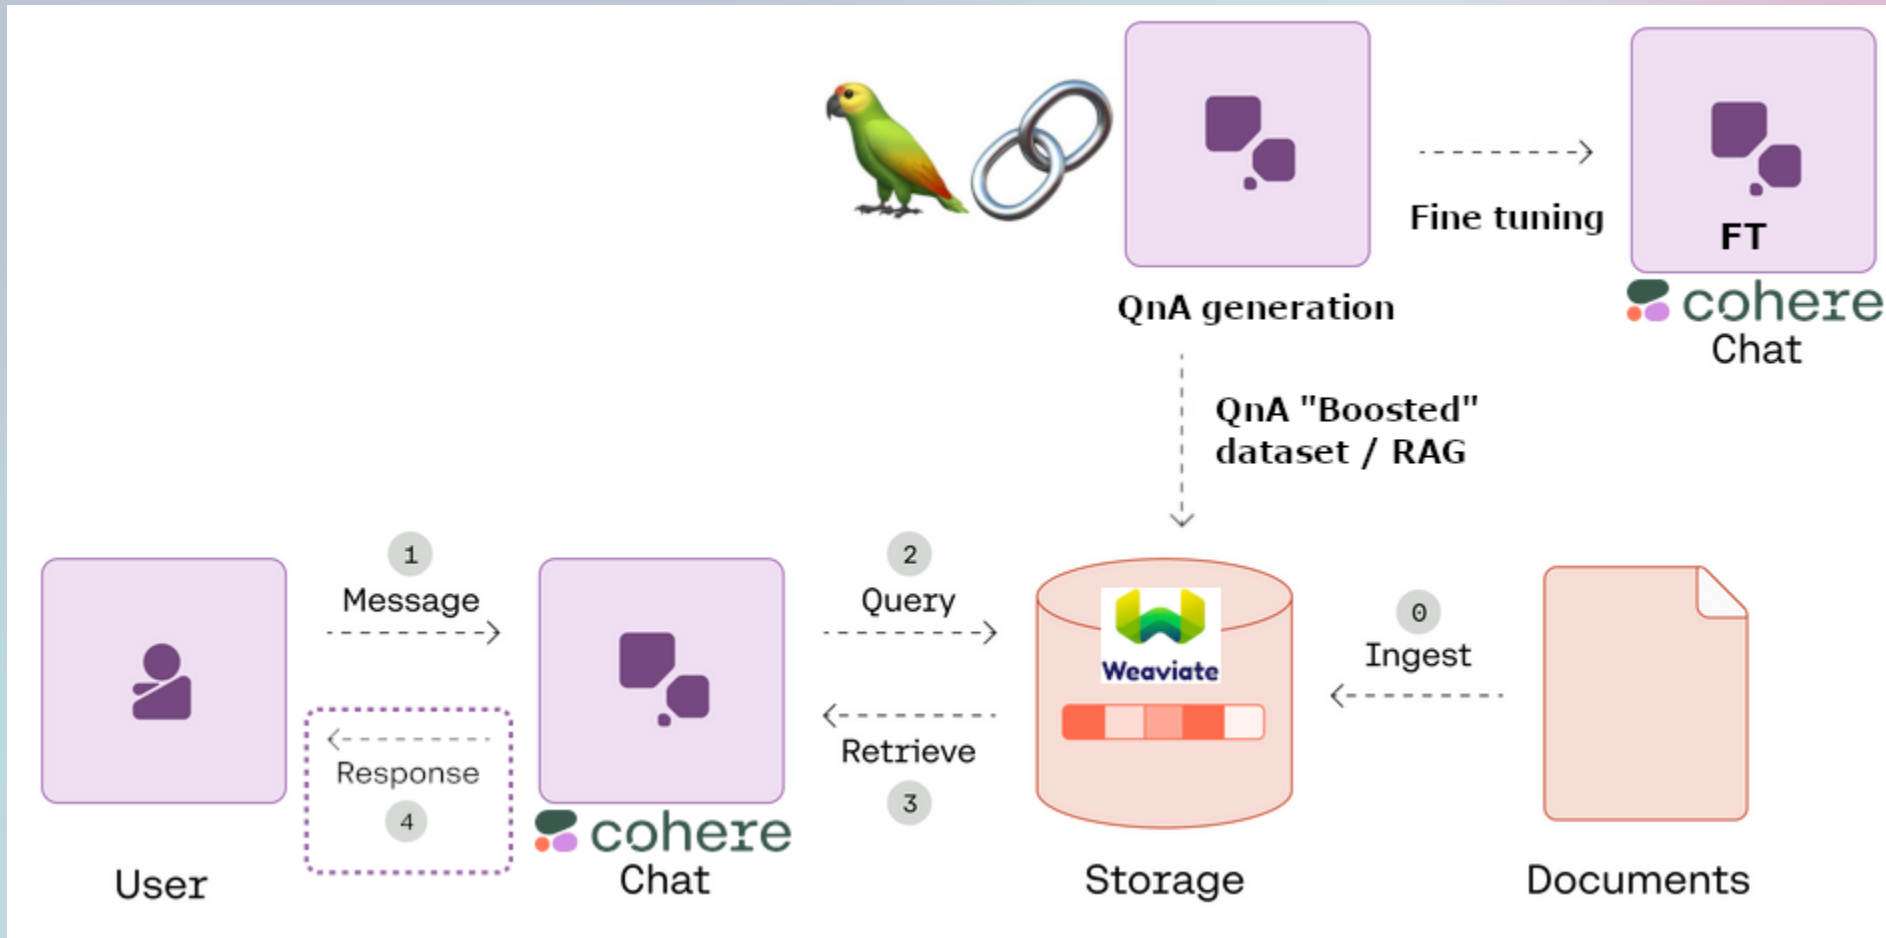 Fine tuning
FT
cohere
Chat
QnA generation
QnA "Boosted"
dataset / RAG
1
Message
2
Query
Weaviate
0
Ingest
Response
4
Retrieve
3
cohere
Chat
User
Storage
Documents